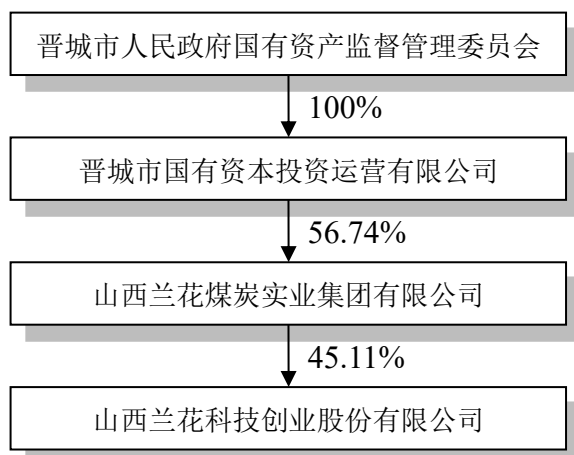 晋城市人民政府国有资产监督管理委员会
100%
晋城市国有资本投资运营有限公司
56.74%
山西兰花煤炭实业集团有限公司
45.11%
山西兰花科技创业股份有限公司